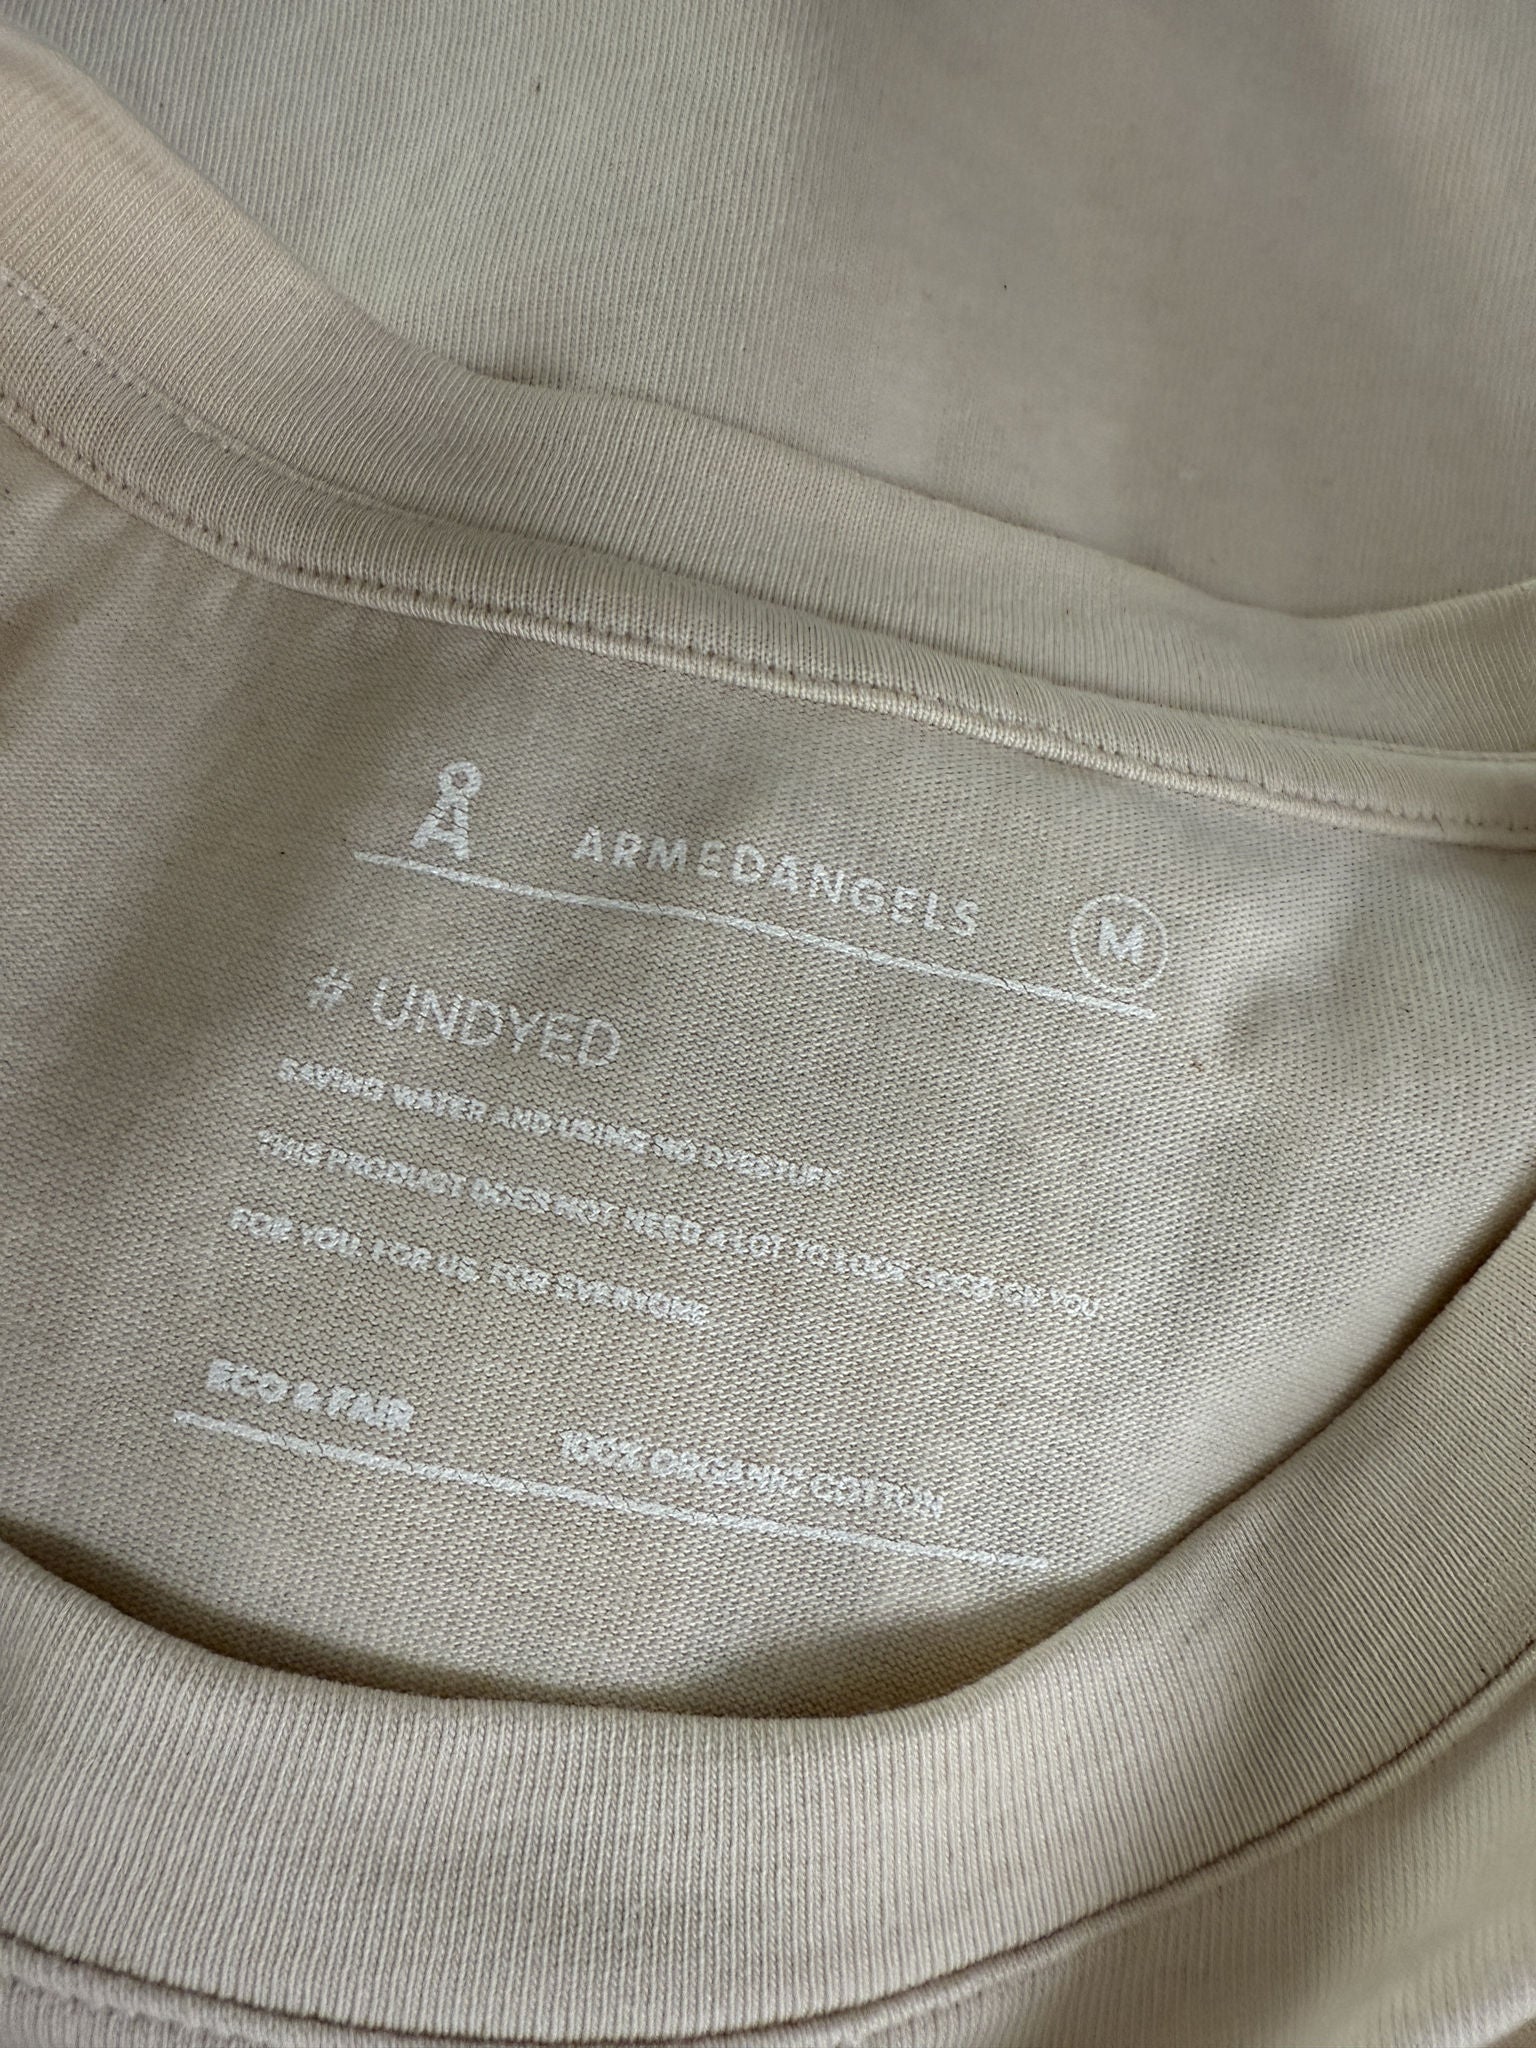 Å ARMEDANGELS M
# UNDYED
SAVING WATER AND USING NO DYESTUFF
THIS PRODUCT DOES NOT NEED A LOT TO LOOK GOOD ON YOU
FOR YOU. FOR US. FOR EVERYONE
ECO & FAIR 100% ORGANIC COTTON